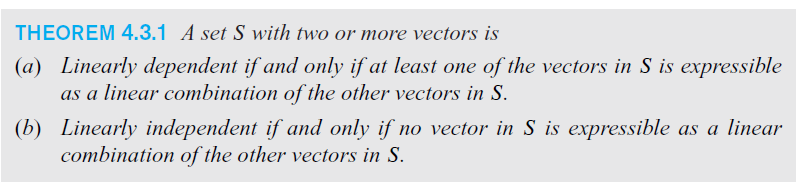 THEOREM 4.3.1 A set S with two or more vectors is
(a) Linearly dependent if and only if at least one of the vectors in S is expressible
as a linear combination of the other vectors in S.
(b) Linearly independent if and only if no vector in S is expressible as a linear
combination of the other vectors in S.